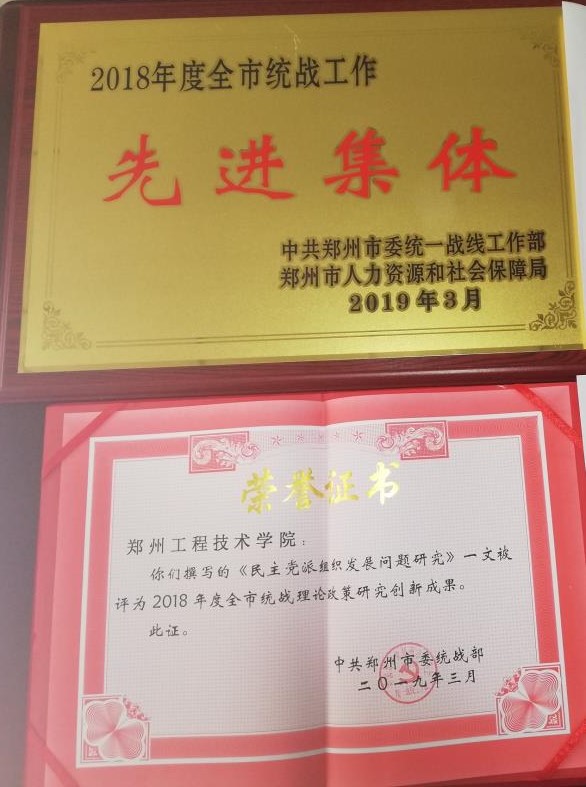 2018年度全市统战工作
先进集体
中共郑州市委统一战线工作部
郑州市人力资源和社会保障局
2019年3月
荣誉证书
郑州工程技术学院：
你们撰写的《民主党派组织发展问题研究》一文被
评为2018年度全市统战理论政策研究创新成果。
此证。
中共郑州市委统战部
二〇一九年三月